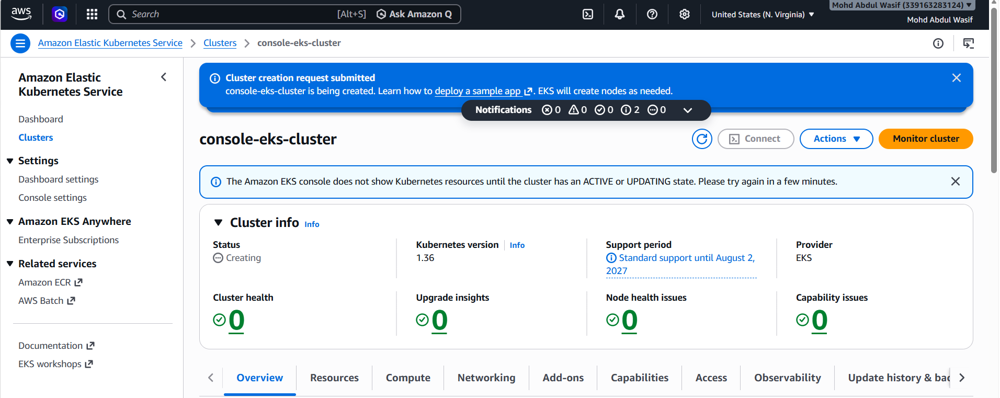 aws
Search
[Alt+S]
Ask Amazon Q
United States (N. Virginia)
Mohd Abdul Wasif (339163283124)
Mohd Abdul Wasif
Amazon Elastic Kubernetes Service
Clusters
console-eks-cluster
Amazon Elastic
Kubernetes Service
Dashboard
Clusters
Settings
Dashboard settings
Console settings
Amazon EKS Anywhere
Enterprise Subscriptions
Related services
Amazon ECR
AWS Batch
Documentation
EKS workshops
Cluster creation request submitted
console-eks-cluster is being created. Learn how to deploy a sample app. EKS will create nodes as needed.
Notifications 0 0 0 2 0
console-eks-cluster
Connect
Actions
Monitor cluster
The Amazon EKS console does not show Kubernetes resources until the cluster has an ACTIVE or UPDATING state. Please try again in a few minutes.
Cluster info Info
Status
Creating
Kubernetes version Info
1.36
Support period
Standard support until August 2,
2027
Provider
EKS
Cluster health
0
Upgrade insights
0
Node health issues
0
Capability issues
0
Overview
Resources
Compute
Networking
Add-ons
Capabilities
Access
Observability
Update history & bac